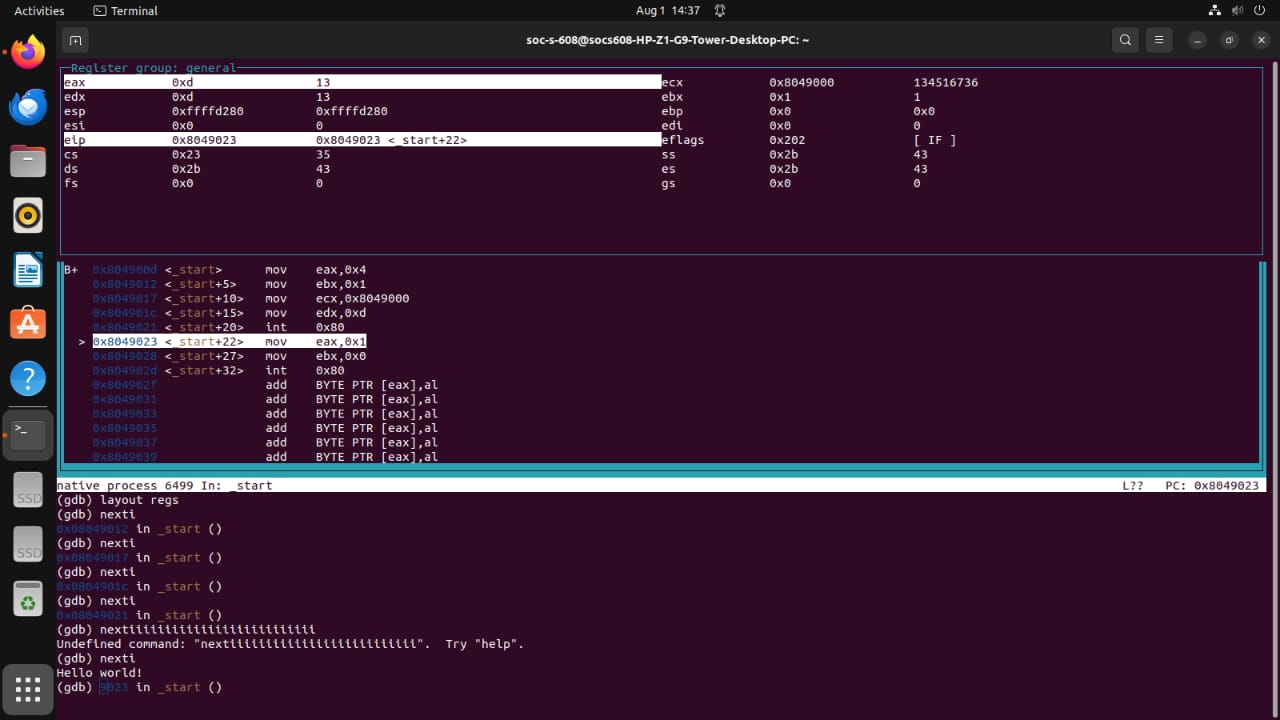 Activities Terminal Aug 1 14:37
soc-s-608@socs608-HP-Z1-G9-Tower-Desktop-PC: ~
Register group: general
eax 0xd 13 ecx 0x8049000 134516736
edx 0xd 13 ebx 0x1 1
esp 0xffffd280 0xffffd280 ebp 0x0 0x0
esi 0x0 0 edi 0x0 0
eip 0x8049023 0x8049023 <_start+22> eflags 0x202 [ IF ]
cs 0x23 35 ss 0x2b 43
ds 0x2b 43 es 0x2b 43
fs 0x0 0 gs 0x0 0
B+ 0x804900d <_start> mov eax,0x4
0x8049012 <_start+5> mov ebx,0x1
0x8049017 <_start+10> mov ecx,0x8049000
0x804901c <_start+15> mov edx,0xd
0x8049021 <_start+20> int 0x80
> 0x8049023 <_start+22> mov eax,0x1
0x8049028 <_start+27> mov ebx,0x0
0x804902d <_start+32> int 0x80
0x804902f add BYTE PTR [eax],al
0x8049031 add BYTE PTR [eax],al
0x8049033 add BYTE PTR [eax],al
0x8049035 add BYTE PTR [eax],al
0x8049037 add BYTE PTR [eax],al
0x8049039 add BYTE PTR [eax],al
native process 6499 In: _start L?? PC: 0x8049023
(gdb) layout regs
(gdb) nexti
0x08049012 in _start ()
(gdb) nexti
0x08049017 in _start ()
(gdb) nexti
0x0804901c in _start ()
(gdb) nexti
0x08049021 in _start ()
(gdb) nextiiiiiiiiiiiiiiiiiiiiiiiiii
Undefined command: "nextiiiiiiiiiiiiiiiiiiiiiiiiii". Try "help".
(gdb) nexti
Hello world!
(gdb) 9023 in _start ()
SSD
SSD